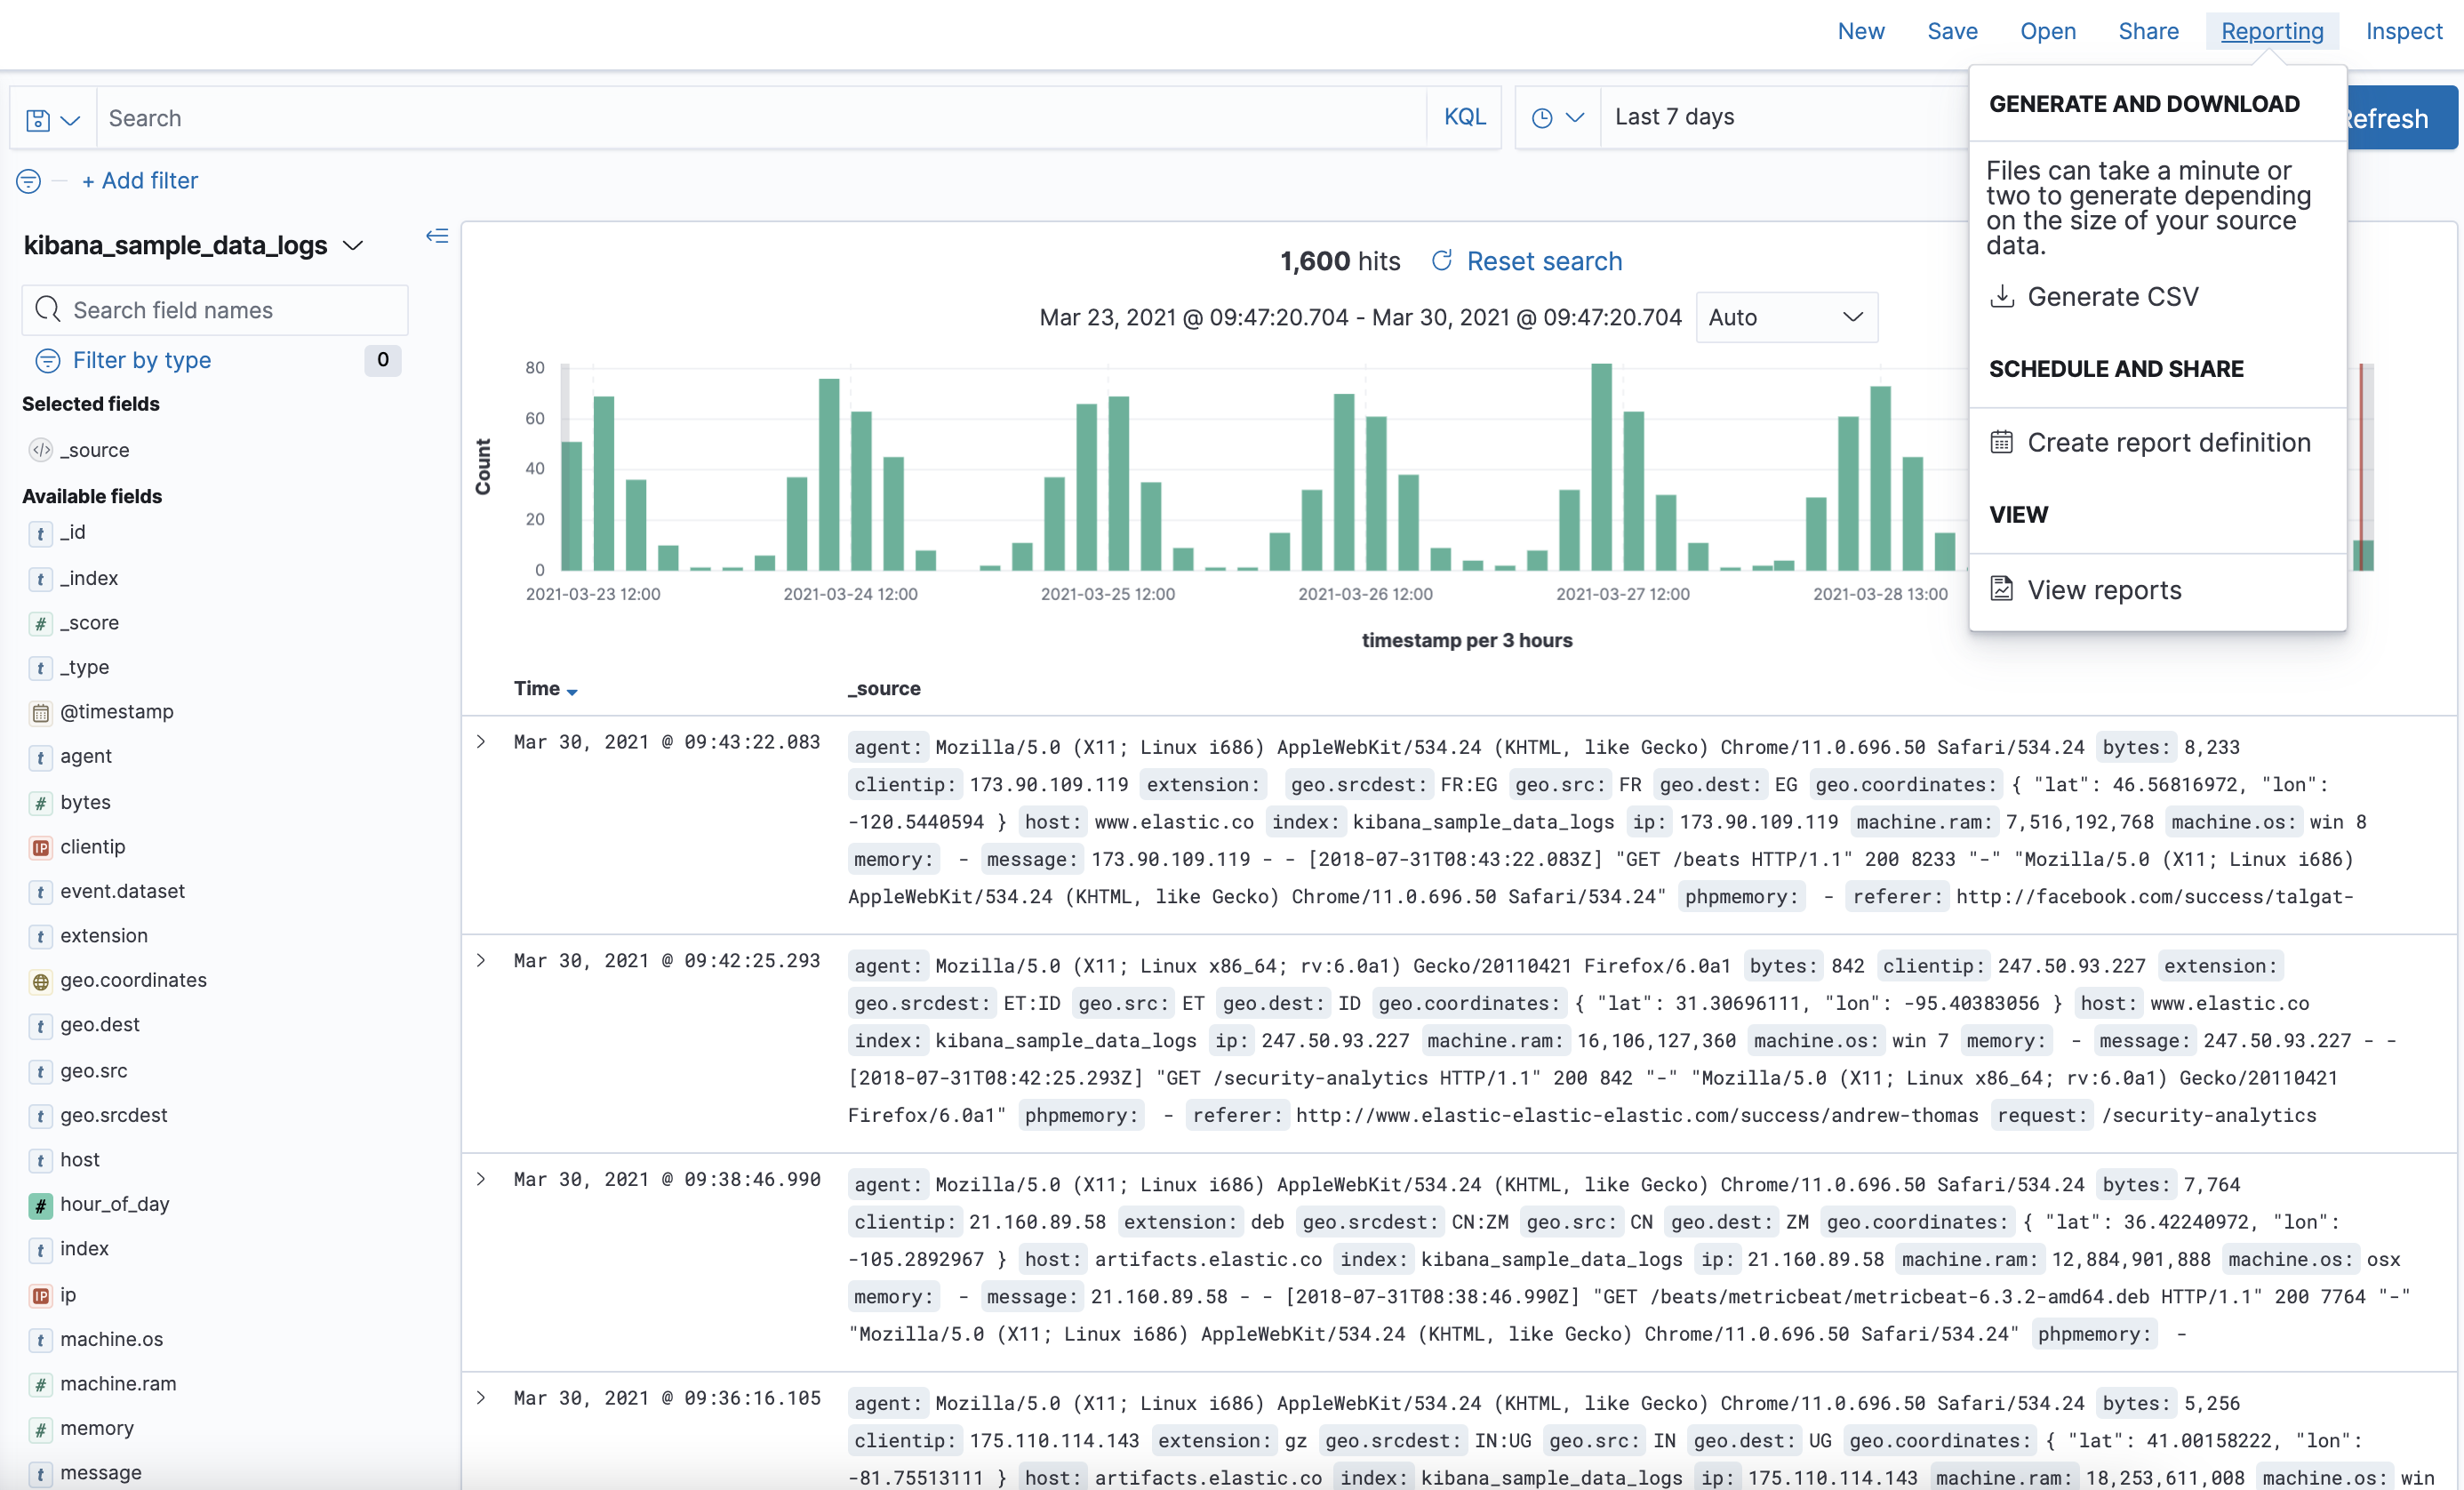 New Save Open Share Reporting Inspect
Search KQL Last 7 days
+ Add filter
GENERATE AND DOWNLOAD
Files can take a minute or
two to generate depending
on the size of your source
data.
Generate CSV
SCHEDULE AND SHARE
Create report definition
VIEW
View reports
kibana_sample_data_logs
Search field names
Filter by type 0
Selected fields
_source
Available fields
t _id
t _index
# _score
t _type
@timestamp
t agent
# bytes
IP clientip
t event.dataset
t extension
geo.coordinates
t geo.dest
t geo.src
t geo.srcdest
t host
# hour_of_day
t index
IP ip
t machine.os
# machine.ram
# memory
t message
1,600 hits Reset search
Mar 23, 2021 @ 09:47:20.704 - Mar 30, 2021 @ 09:47:20.704 Auto
Count
80
60
40
20
0
2021-03-23 12:00 2021-03-24 12:00 2021-03-25 12:00 2021-03-26 12:00 2021-03-27 12:00 2021-03-28 13:00
timestamp per 3 hours
Time _source
Mar 30, 2021 @ 09:43:22.083 agent: Mozilla/5.0 (X11; Linux i686) AppleWebKit/534.24 (KHTML, like Gecko) Chrome/11.0.696.50 Safari/534.24 bytes: 8,233
clientip: 173.90.109.119 extension: geo.srcdest: FR:EG geo.src: FR geo.dest: EG geo.coordinates: { "lat": 46.56816972, "lon":
-120.5440594 } host: www.elastic.co index: kibana_sample_data_logs ip: 173.90.109.119 machine.ram: 7,516,192,768 machine.os: win 8
memory: - message: 173.90.109.119 - - [2018-07-31T08:43:22.083Z] "GET /beats HTTP/1.1" 200 8233 "-" "Mozilla/5.0 (X11; Linux i686)
AppleWebKit/534.24 (KHTML, like Gecko) Chrome/11.0.696.50 Safari/534.24" phpmemory: - referer: http://facebook.com/success/talgat-
Mar 30, 2021 @ 09:42:25.293 agent: Mozilla/5.0 (X11; Linux x86_64; rv:6.0a1) Gecko/20110421 Firefox/6.0a1 bytes: 842 clientip: 247.50.93.227 extension:
geo.srcdest: ET:ID geo.src: ET geo.dest: ID geo.coordinates: { "lat": 31.30696111, "lon": -95.40383056 } host: www.elastic.co
index: kibana_sample_data_logs ip: 247.50.93.227 machine.ram: 16,106,127,360 machine.os: win 7 memory: - message: 247.50.93.227 - -
[2018-07-31T08:42:25.293Z] "GET /security-analytics HTTP/1.1" 200 842 "-" "Mozilla/5.0 (X11; Linux x86_64; rv:6.0a1) Gecko/20110421
Firefox/6.0a1" phpmemory: - referer: http://www.elastic-elastic-elastic.com/success/andrew-thomas request: /security-analytics
Mar 30, 2021 @ 09:38:46.990 agent: Mozilla/5.0 (X11; Linux i686) AppleWebKit/534.24 (KHTML, like Gecko) Chrome/11.0.696.50 Safari/534.24 bytes: 7,764
clientip: 21.160.89.58 extension: deb geo.srcdest: CN:ZM geo.src: CN geo.dest: ZM geo.coordinates: { "lat": 36.42240972, "lon":
-105.2892967 } host: artifacts.elastic.co index: kibana_sample_data_logs ip: 21.160.89.58 machine.ram: 12,884,901,888 machine.os: osx
memory: - message: 21.160.89.58 - - [2018-07-31T08:38:46.990Z] "GET /beats/metricbeat/metricbeat-6.3.2-amd64.deb HTTP/1.1" 200 7764 "-"
"Mozilla/5.0 (X11; Linux i686) AppleWebKit/534.24 (KHTML, like Gecko) Chrome/11.0.696.50 Safari/534.24" phpmemory: -
Mar 30, 2021 @ 09:36:16.105 agent: Mozilla/5.0 (X11; Linux i686) AppleWebKit/534.24 (KHTML, like Gecko) Chrome/11.0.696.50 Safari/534.24 bytes: 5,256
clientip: 175.110.114.143 extension: gz geo.srcdest: IN:UG geo.src: IN geo.dest: UG geo.coordinates: { "lat": 41.00158222, "lon":
-81.75513111 } host: artifacts.elastic.co index: kibana_sample_data_logs ip: 175.110.114.143 machine.ram: 18,253,611,008 machine.os: win